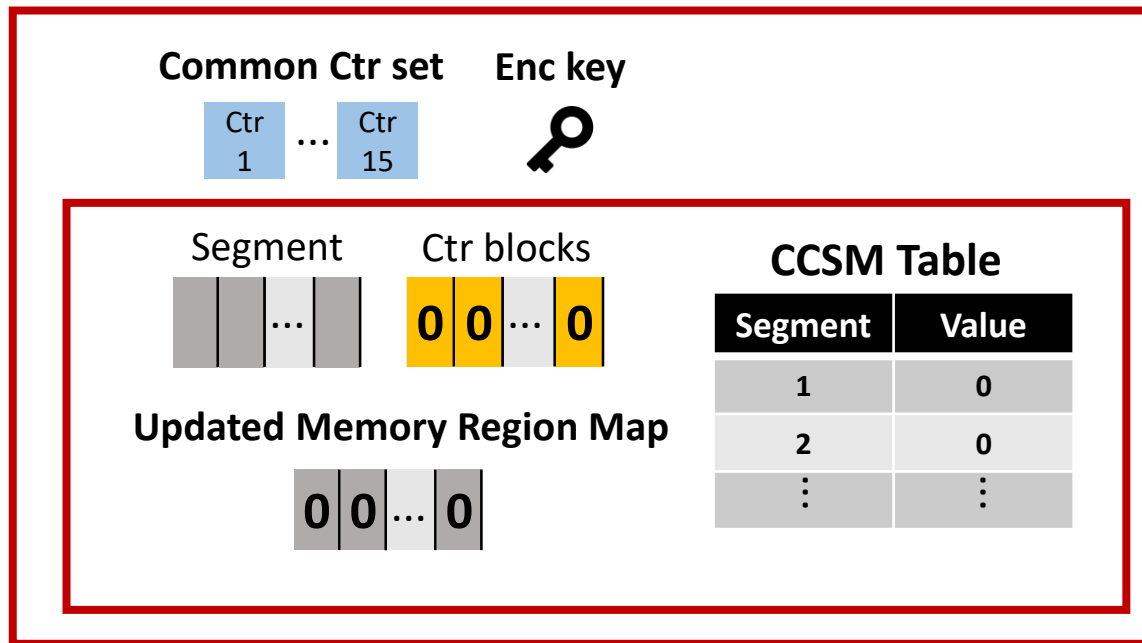 Common Ctr set Enc key
Ctr 1 ... Ctr 15
Segment Ctr blocks
...
0 0 ... 0
CCSM Table
Segment Value
1 0
2 0
⋮ ⋮
Updated Memory Region Map
0 0 ... 0